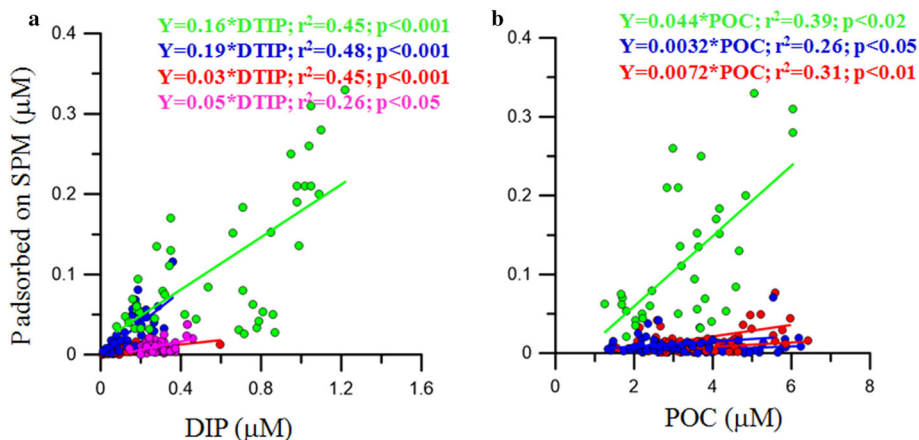 a
Y=0.16*DTIP; r²=0.45; p<0.001
Y=0.19*DTIP; r²=0.48; p<0.001
Y=0.03*DTIP; r²=0.45; p<0.001
Y=0.05*DTIP; r²=0.26; p<0.05
P adsorbed on SPM (µM)
0.4
0.3
0.2
0.1
0
0 0.4 0.8 1.2 1.6
DIP (µM)
b
Y=0.044*POC; r²=0.39; p<0.02
Y=0.0032*POC; r²=0.26; p<0.05
Y=0.0072*POC; r²=0.31; p<0.01
0.4
0.3
0.2
0.1
0
0 2 4 6 8
POC (µM)